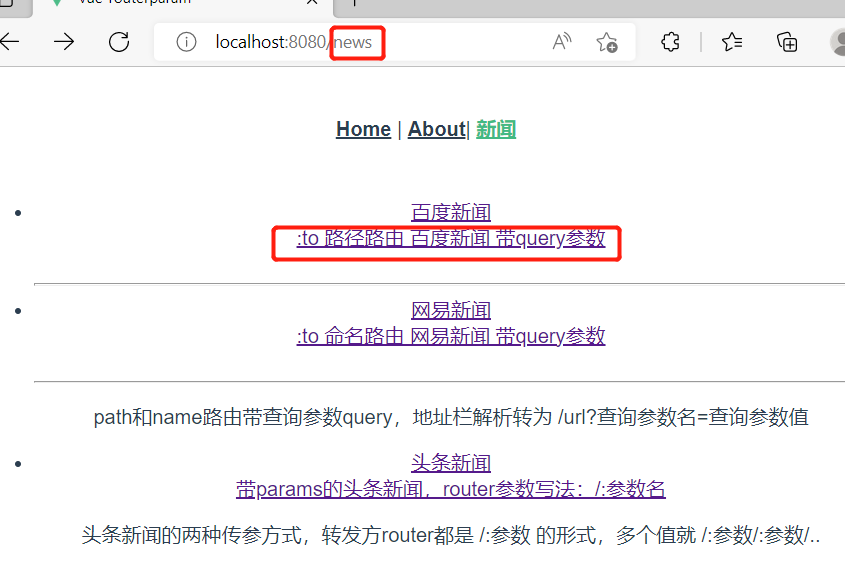 vue-routerparam
localhost:8080/news
Home | About| 新闻
百度新闻
:to 路径路由 百度新闻 带query参数
网易新闻
:to 命名路由 网易新闻 带query参数
path和name路由带查询参数query，地址栏解析转为 /url?查询参数名=查询参数值
头条新闻
带params的头条新闻，router参数写法：/:参数名
头条新闻的两种传参方式，转发方router都是 /:参数 的形式，多个值就 /:参数/:参数/..